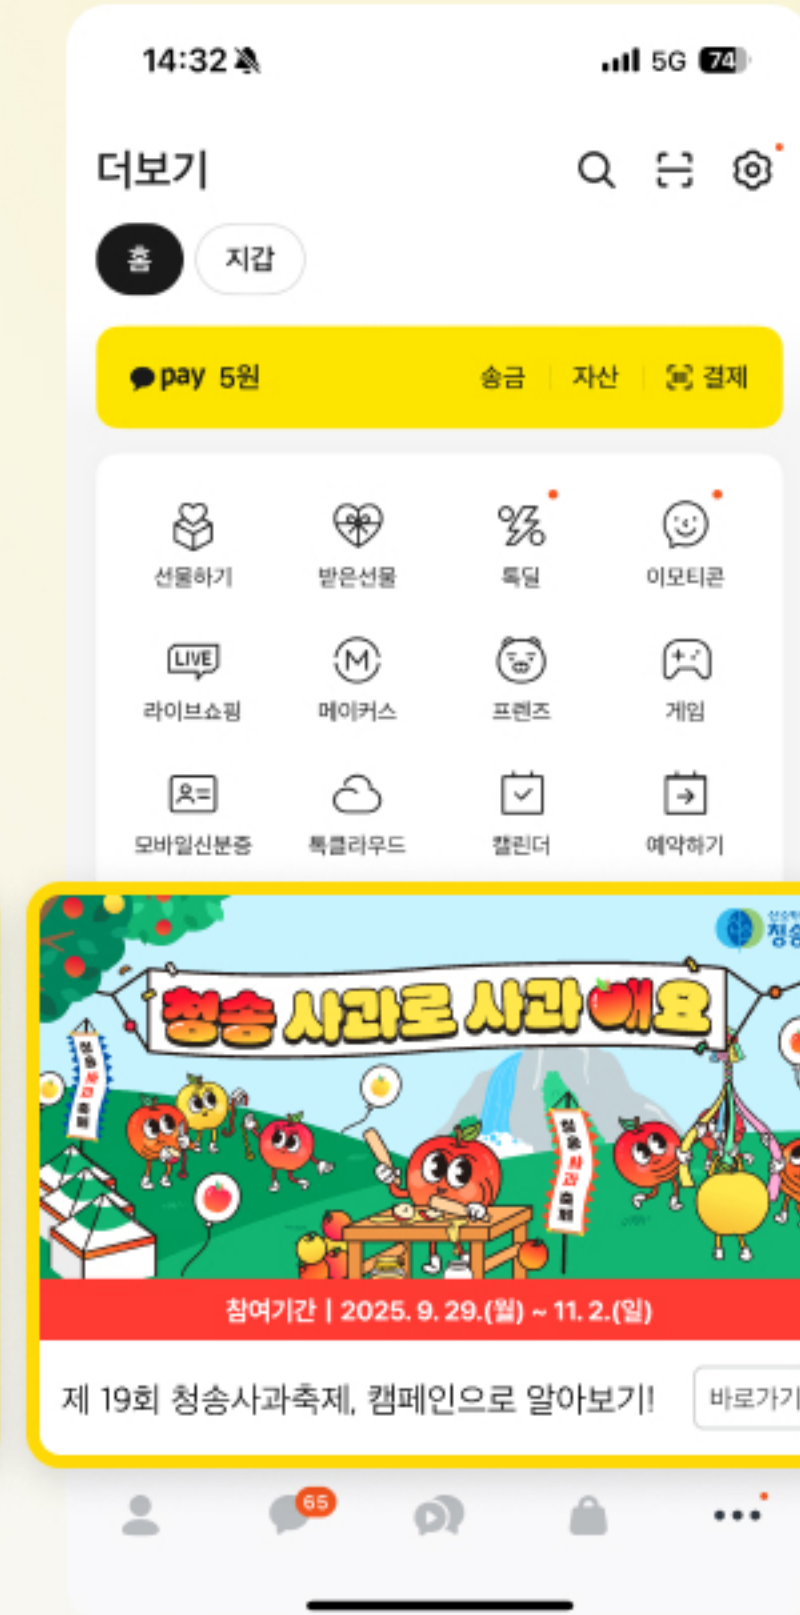 14:32
5G 74
더보기
홈 지갑
pay 5원 송금 자산 결제
선물하기 받은선물 톡딜 이모티콘
LIVE
라이브쇼핑 메이커스 프렌즈 게임
모바일신분증 톡클라우드 캘린더 예약하기
청송
청송 사과로 사과 해요
청송 사과 축제
청송 사과 축제
참여기간 | 2025. 9. 29.(월) ~ 11. 2.(일)
제 19회 청송사과축제, 캠페인으로 알아보기! 바로가기
65